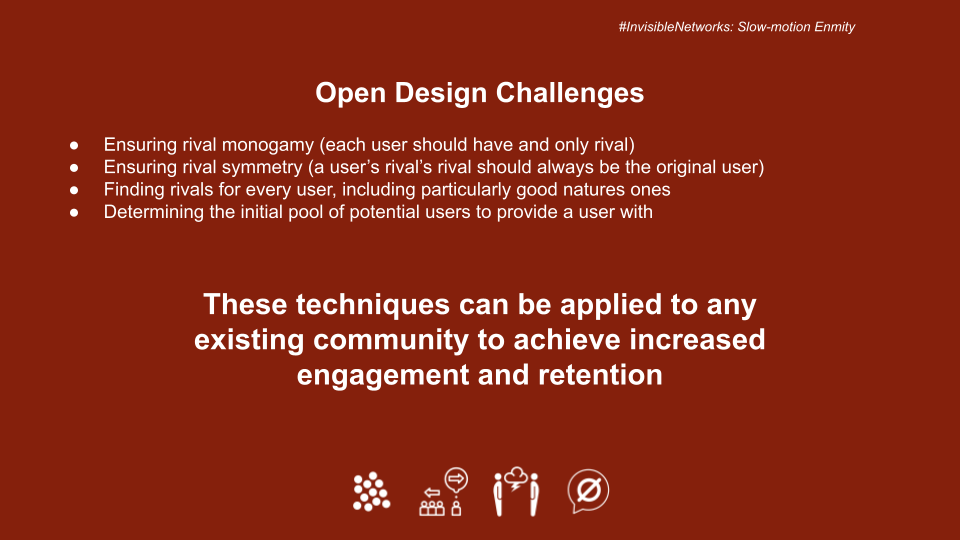 #InvisibleNetworks: Slow-motion Enmity
Open Design Challenges
● Ensuring rival monogamy (each user should have and only rival)
● Ensuring rival symmetry (a user’s rival’s rival should always be the original user)
● Finding rivals for every user, including particularly good natures ones
● Determining the initial pool of potential users to provide a user with
These techniques can be applied to any
existing community to achieve increased
engagement and retention